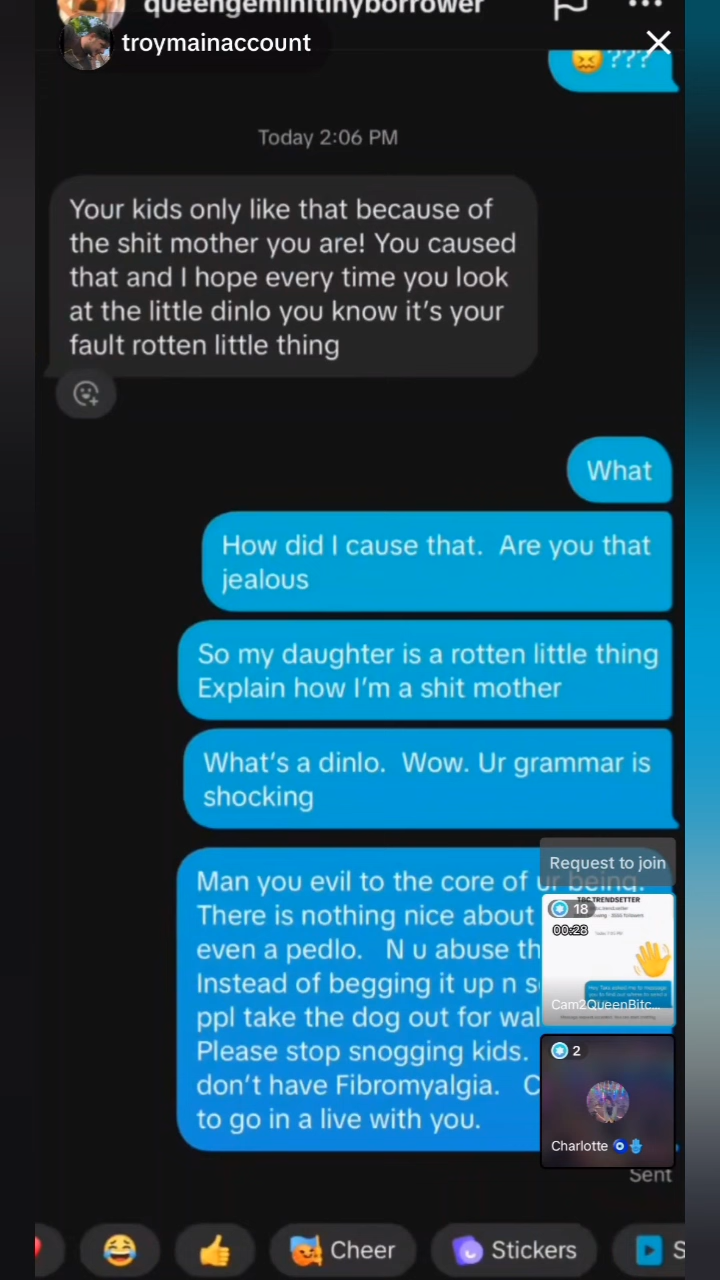 queengeminitinyborrower
troymainaccount
???
Today 2:06 PM
Your kids only like that because of
the shit mother you are! You caused
that and I hope every time you look
at the little dinlo you know it's your
fault rotten little thing
What
How did I cause that.  Are you that
jealous
So my daughter is a rotten little thing
Explain how I'm a shit mother
What's a dinlo.  Wow. Ur grammar is
shocking
Man you evil to the core of ur being.
There is nothing nice about
even a pedlo.   N u abuse th
Instead of begging it up n s
ppl take the dog out for wal
Please stop snogging kids.
don't have Fibromyalgia.   C
to go in a live with you.
Request to join
18
TBC TRENDSETTER
00:28
Cam2QueenBitc...
2
Charlotte
Sent
Cheer
Stickers
S